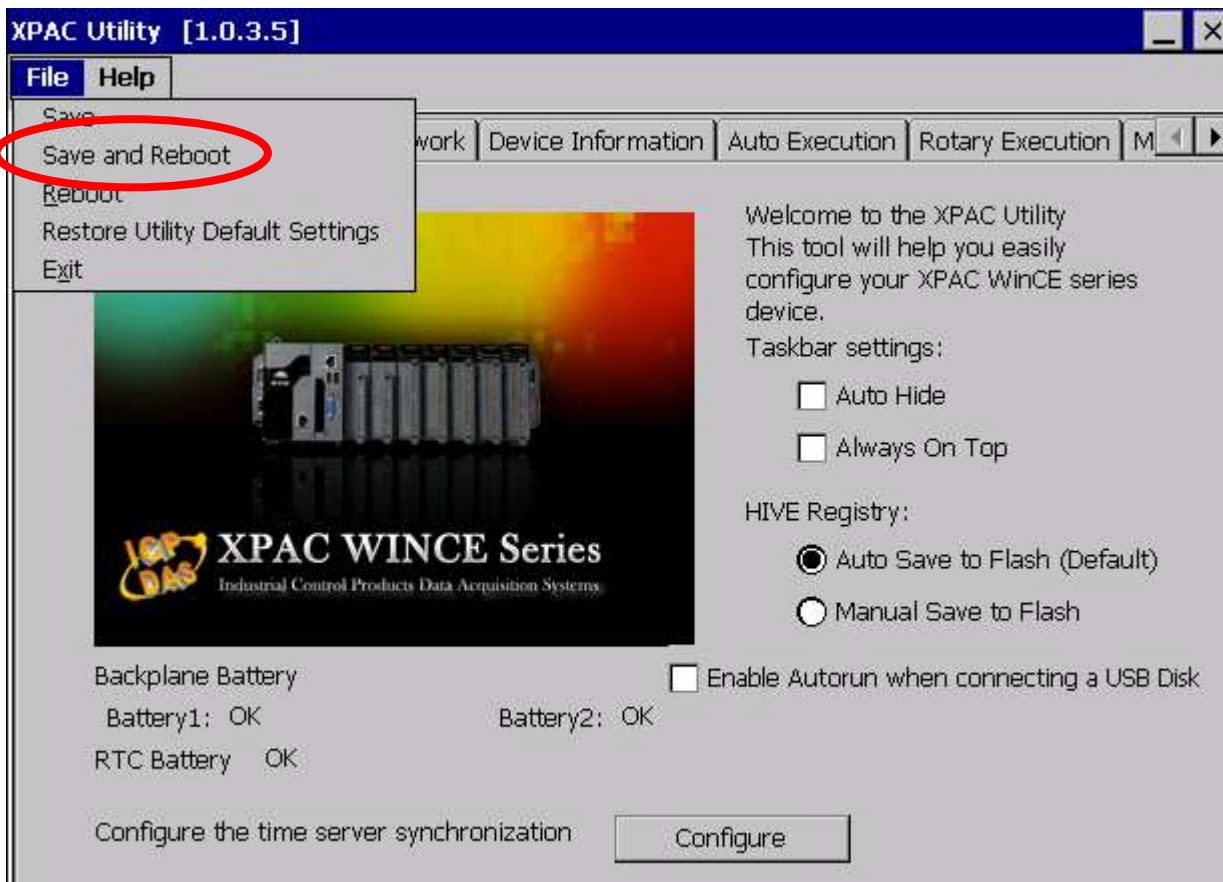 XPAC Utility [1.0.3.5]
File Help
Save
Save and Reboot
Reboot
Restore Utility Default Settings
Exit
work Device Information Auto Execution Rotary Execution M
Welcome to the XPAC Utility
This tool will help you easily
configure your XPAC WinCE series
device.
Taskbar settings:
Auto Hide
Always On Top
HIVE Registry:
Auto Save to Flash (Default)
Manual Save to Flash
ICP
DAS
XPAC WINCE Series
Industrial Control Products Data Acquisition Systems
Backplane Battery
Enable Autorun when connecting a USB Disk
Battery1: OK Battery2: OK
RTC Battery OK
Configure the time server synchronization Configure